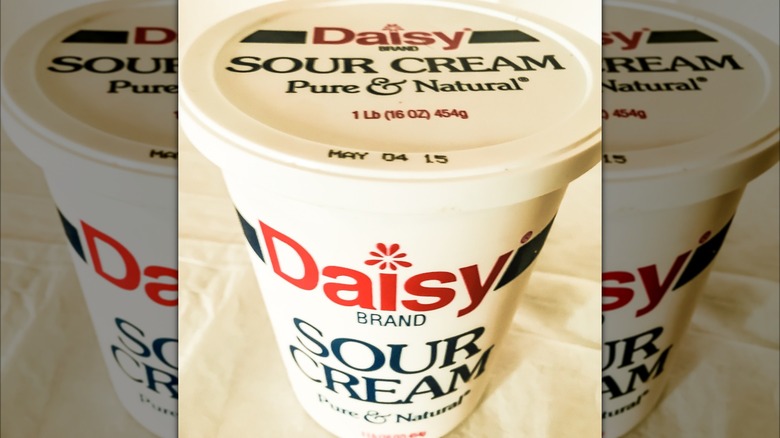 Daisy®
BRAND
SOUR CREAM
Pure & Natural®
1 Lb (16 OZ) 454g
MAY 04 15
Daisy®
BRAND
SOUR
CREAM
Pure & Natural®